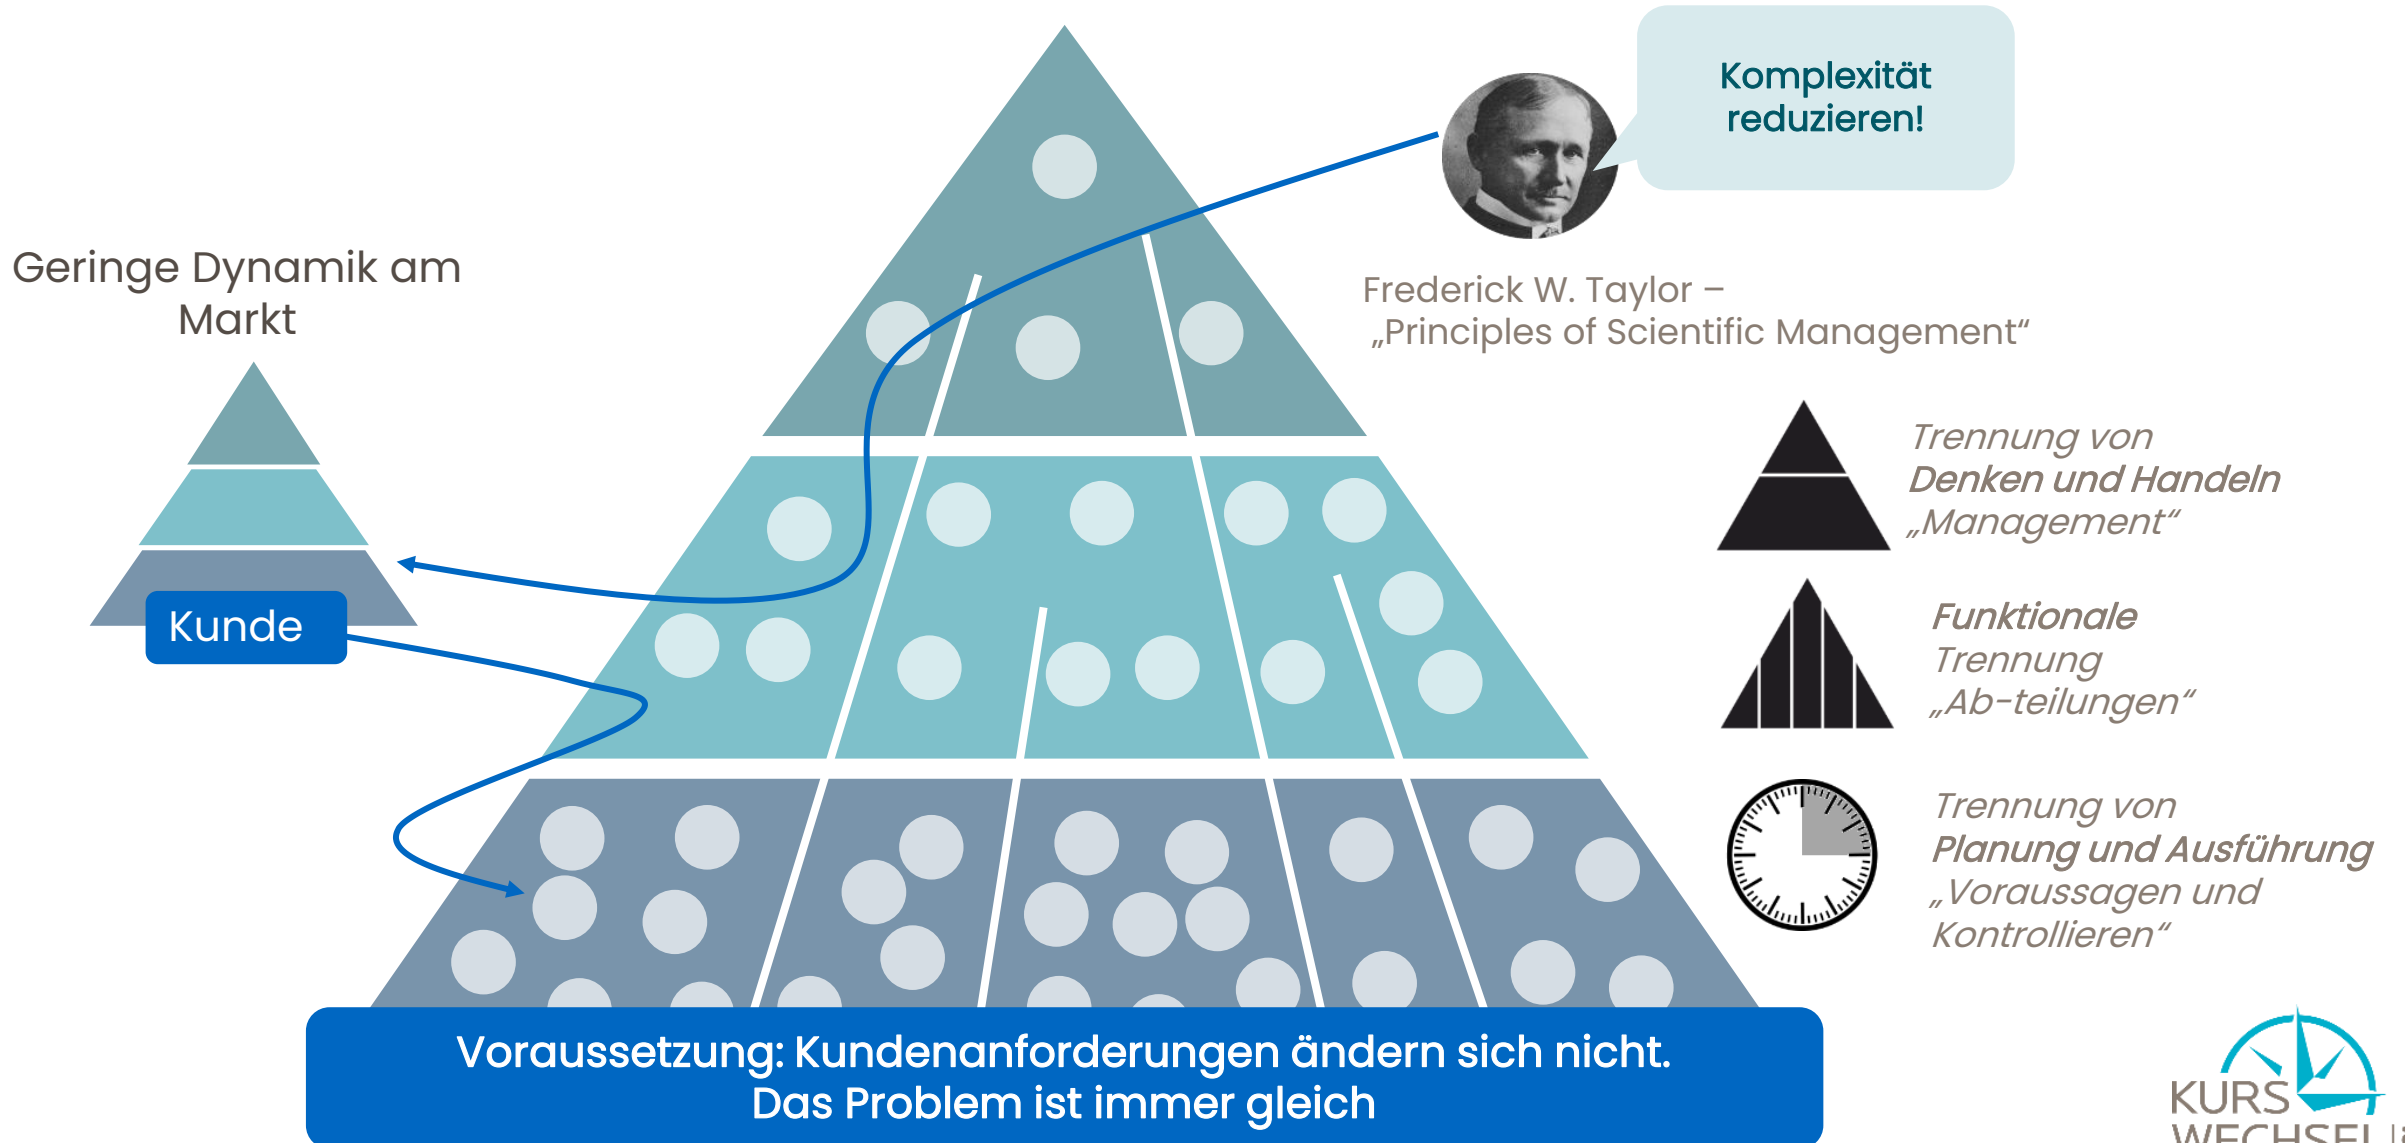 Komplexität
reduzieren!
Geringe Dynamik am
Markt
Frederick W. Taylor –
„Principles of Scientific Management“
Trennung von
Denken und Handeln
„Management“
Kunde
Funktionale
Trennung
„Ab-teilungen“
Trennung von
Planung und Ausführung
„Voraussagen und
Kontrollieren“
Voraussetzung: Kundenanforderungen ändern sich nicht.
Das Problem ist immer gleich
KURS
WECHSEL